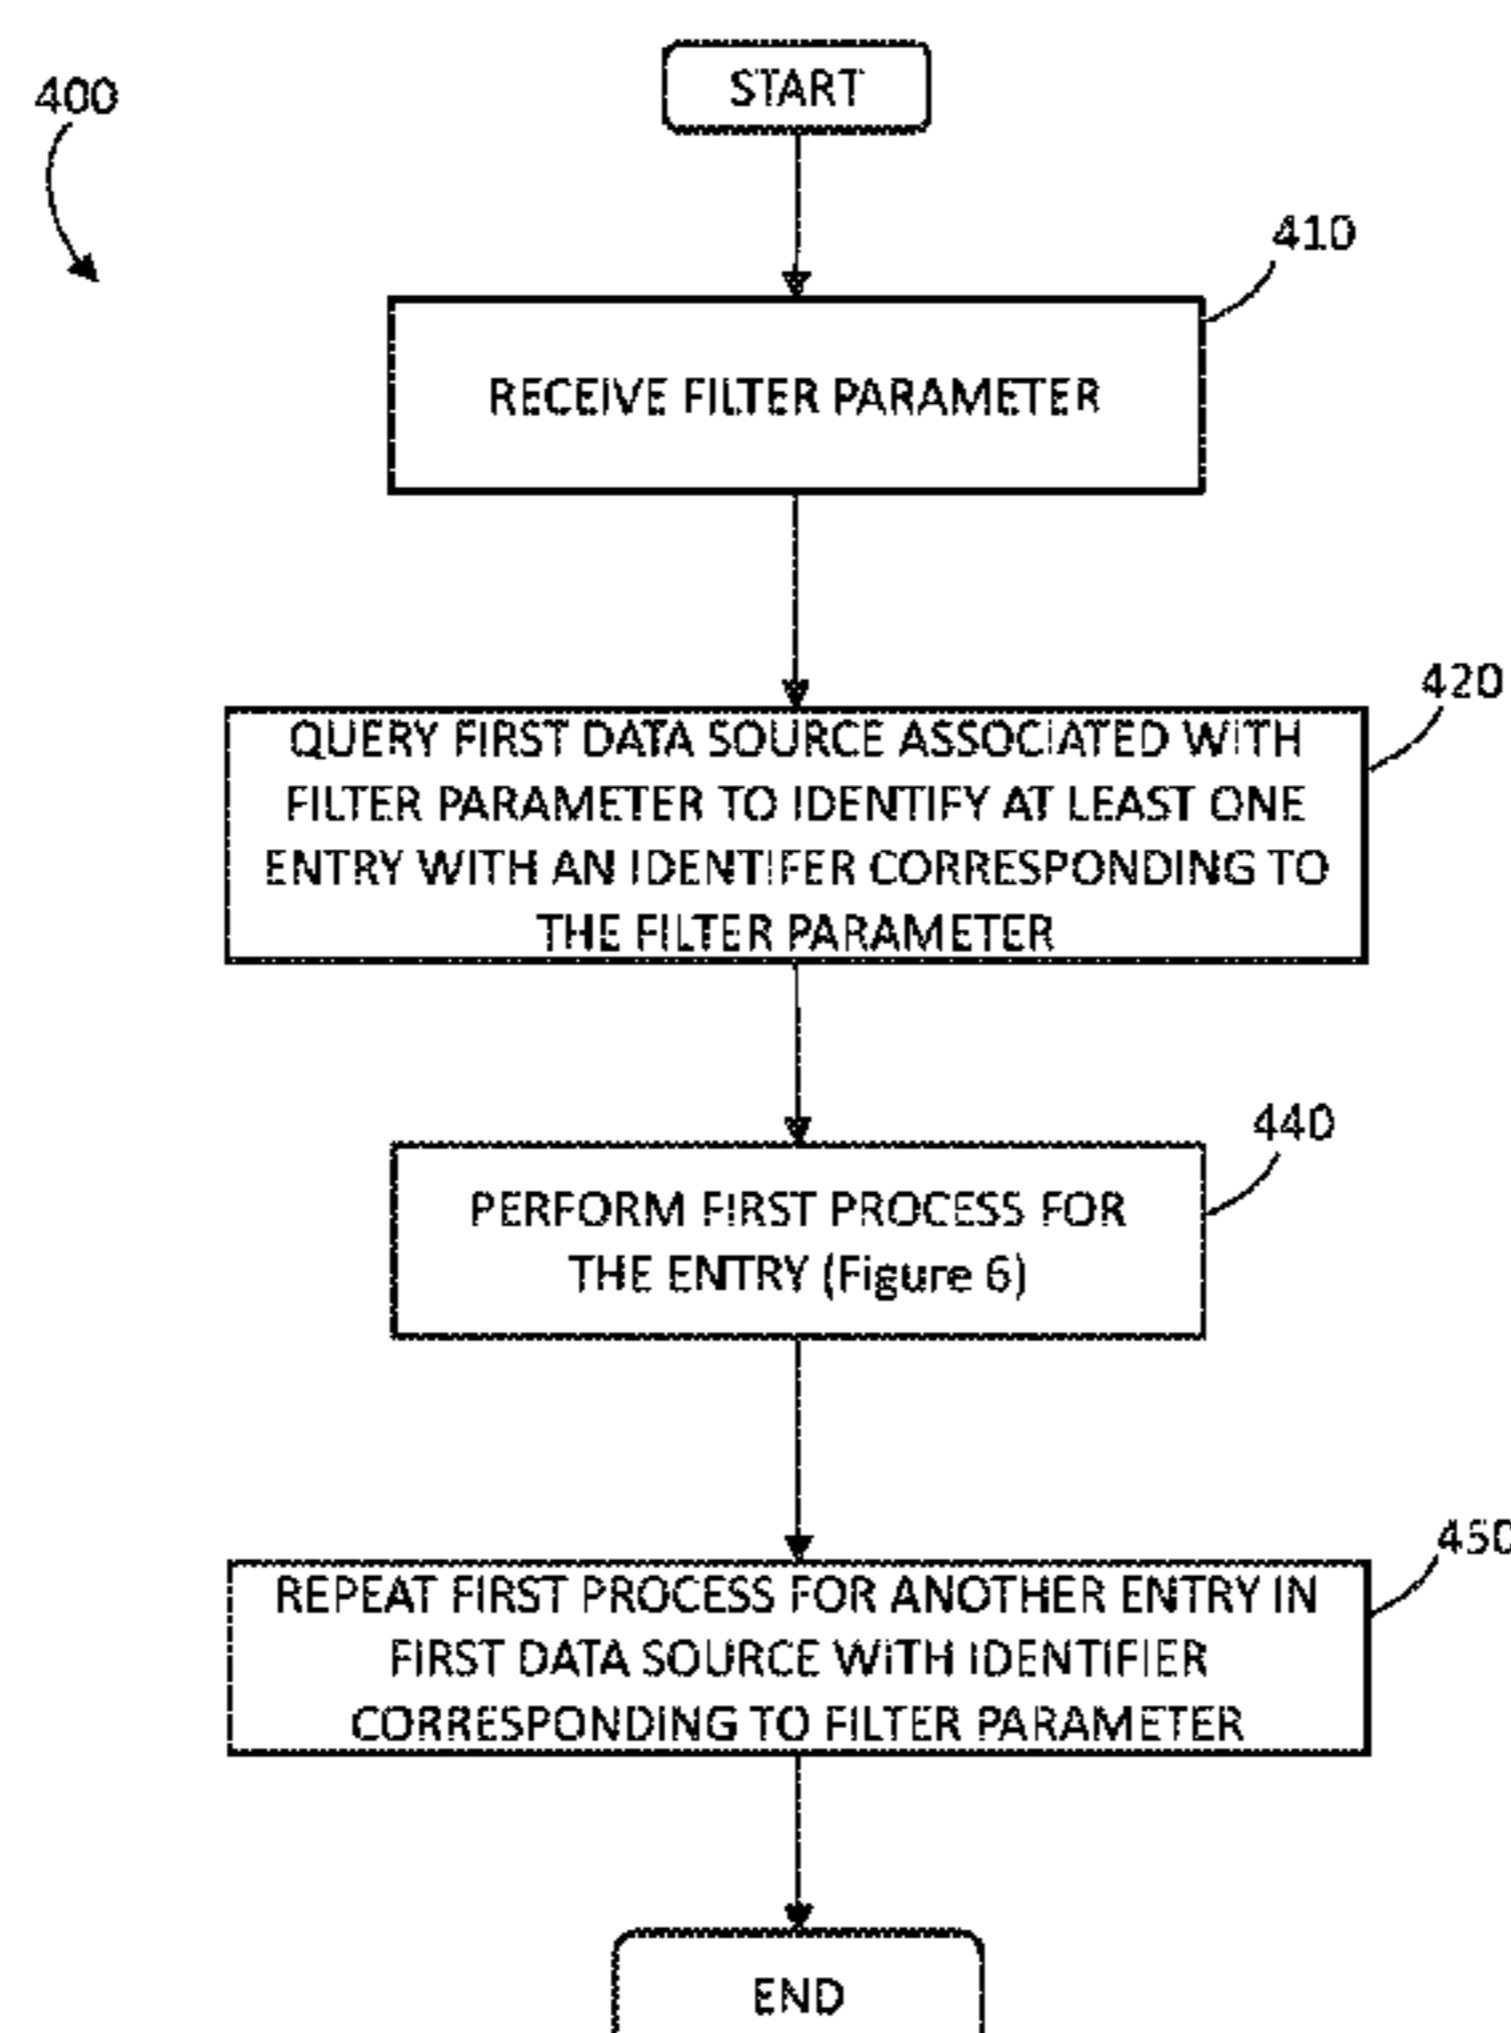 400
START
410
RECEIVE FILTER PARAMETER
420
QUERY FIRST DATA SOURCE ASSOCIATED WITH
FILTER PARAMETER TO IDENTIFY AT LEAST ONE
ENTRY WITH AN IDENTIFER CORRESPONDING TO
THE FILTER PARAMETER
440
PERFORM FIRST PROCESS FOR
THE ENTRY (Figure 6)
450
REPEAT FIRST PROCESS FOR ANOTHER ENTRY IN
FIRST DATA SOURCE WITH IDENTIFIER
CORRESPONDING TO FILTER PARAMETER
END